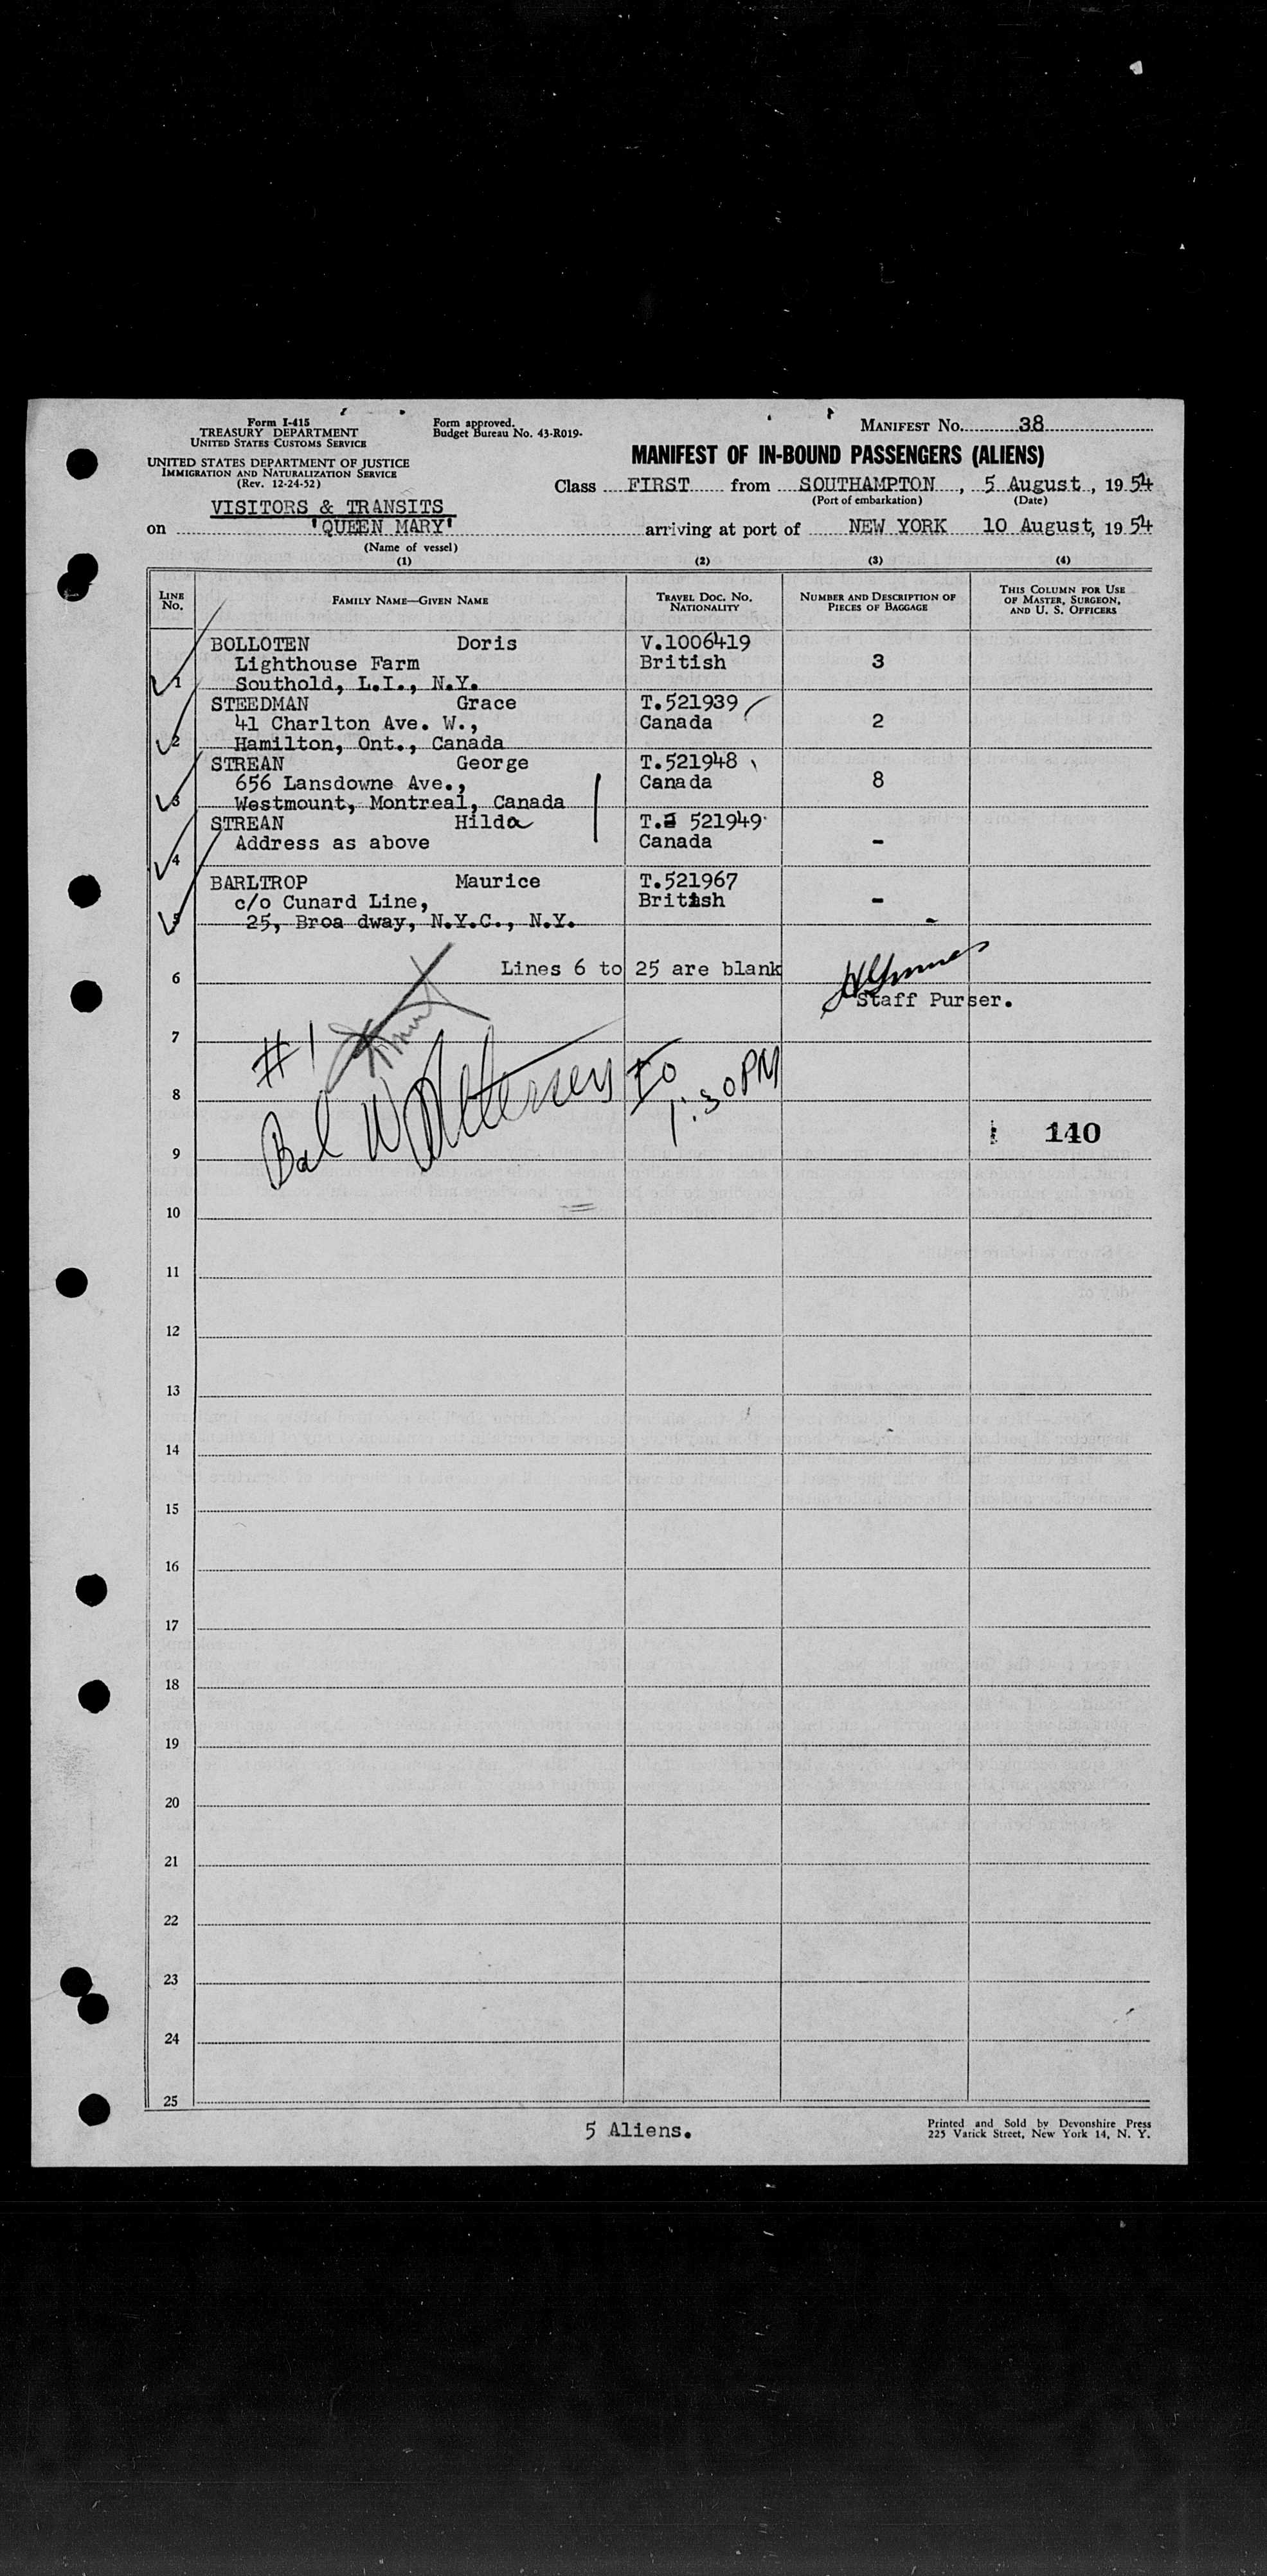 Form I-415
TREASURY DEPARTMENT
UNITED STATES CUSTOMS SERVICE
Form approved.
Budget Bureau No. 43-R019-
MANIFEST No. 38
UNITED STATES DEPARTMENT OF JUSTICE
IMMIGRATION AND NATURALIZATION SERVICE
(Rev. 12-24-52)
MANIFEST OF IN-BOUND PASSENGERS (ALIENS)
Class FIRST from SOUTHAMPTON, 5 August, 1954
(Port of embarkation) (Date)
VISITORS & TRANSITS
on 'QUEEN MARY' arriving at port of NEW YORK 10 August, 1954
(Name of vessel)
(1) (2) (3) (4)
LINE No. FAMILY NAME—GIVEN NAME TRAVEL DOC. NO. NATIONALITY NUMBER AND DESCRIPTION OF PIECES OF BAGGAGE THIS COLUMN FOR USE OF MASTER, SURGEON, AND U. S. OFFICERS
BOLLOTEN Doris V.1006419
Lighthouse Farm British 3
1 Southold, L.I., N.Y.
STEEDMAN Grace T.521939
41 Charlton Ave. W., Canada 2
2 Hamilton, Ont., Canada
STREAN George T.521948
656 Lansdowne Ave., Canada 8
3 Westmount, Montreal, Canada
STREAN Hilda T. 521949
Address as above Canada -
4
BARLTROP Maurice T.521967
c/o Cunard Line, British -
5 25, Broa dway, N.Y.C., N.Y.
6 Lines 6 to 25 are blank
Staff Purser.
7
#1
8
Bal W 
1:30 PM
9
140
10
11
12
13
14
15
16
17
18
19
20
21
22
23
24
25
5 Aliens.
Printed and Sold by Devonshire Press
225 Varick Street, New York 14, N. Y.